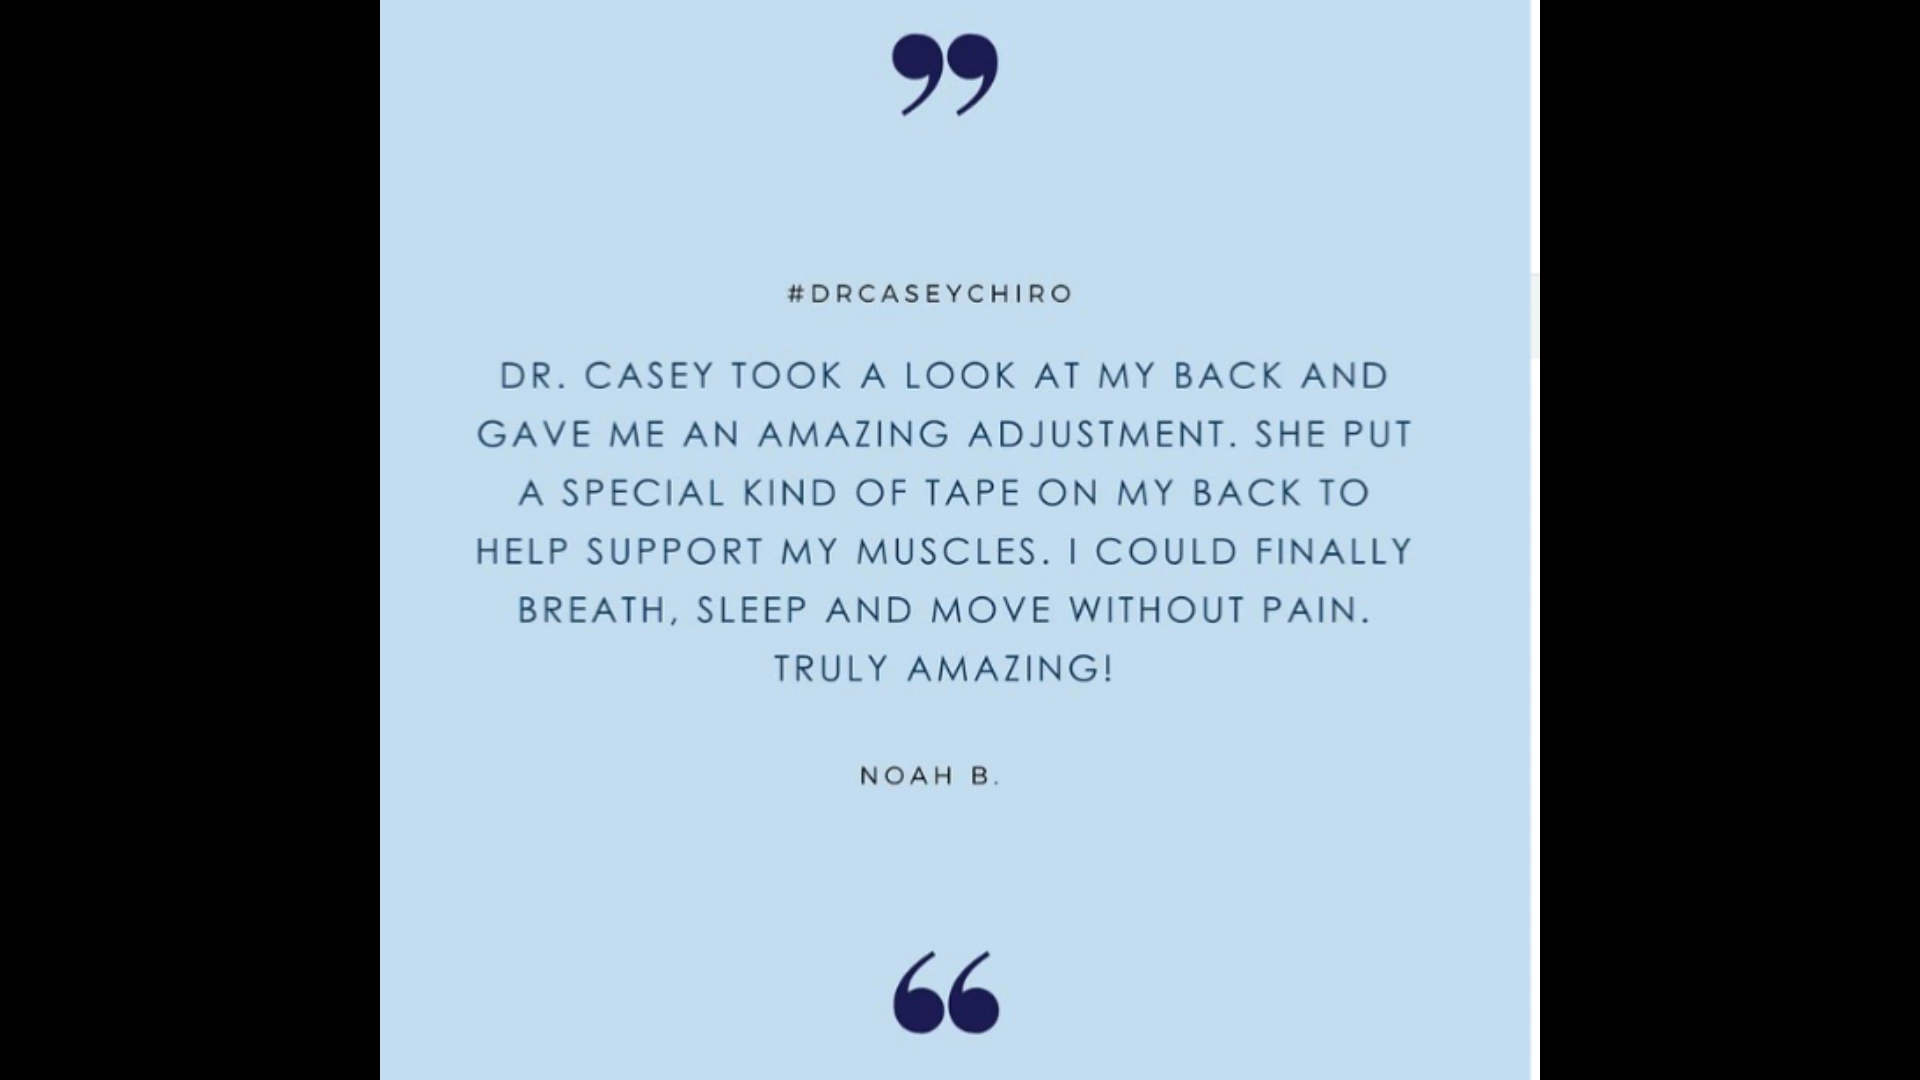 ”
#DRCASEYCHIRO
DR. CASEY TOOK A LOOK AT MY BACK AND
GAVE ME AN AMAZING ADJUSTMENT. SHE PUT
A SPECIAL KIND OF TAPE ON MY BACK TO
HELP SUPPORT MY MUSCLES. I COULD FINALLY
BREATH, SLEEP AND MOVE WITHOUT PAIN.
TRULY AMAZING!
NOAH B.
“